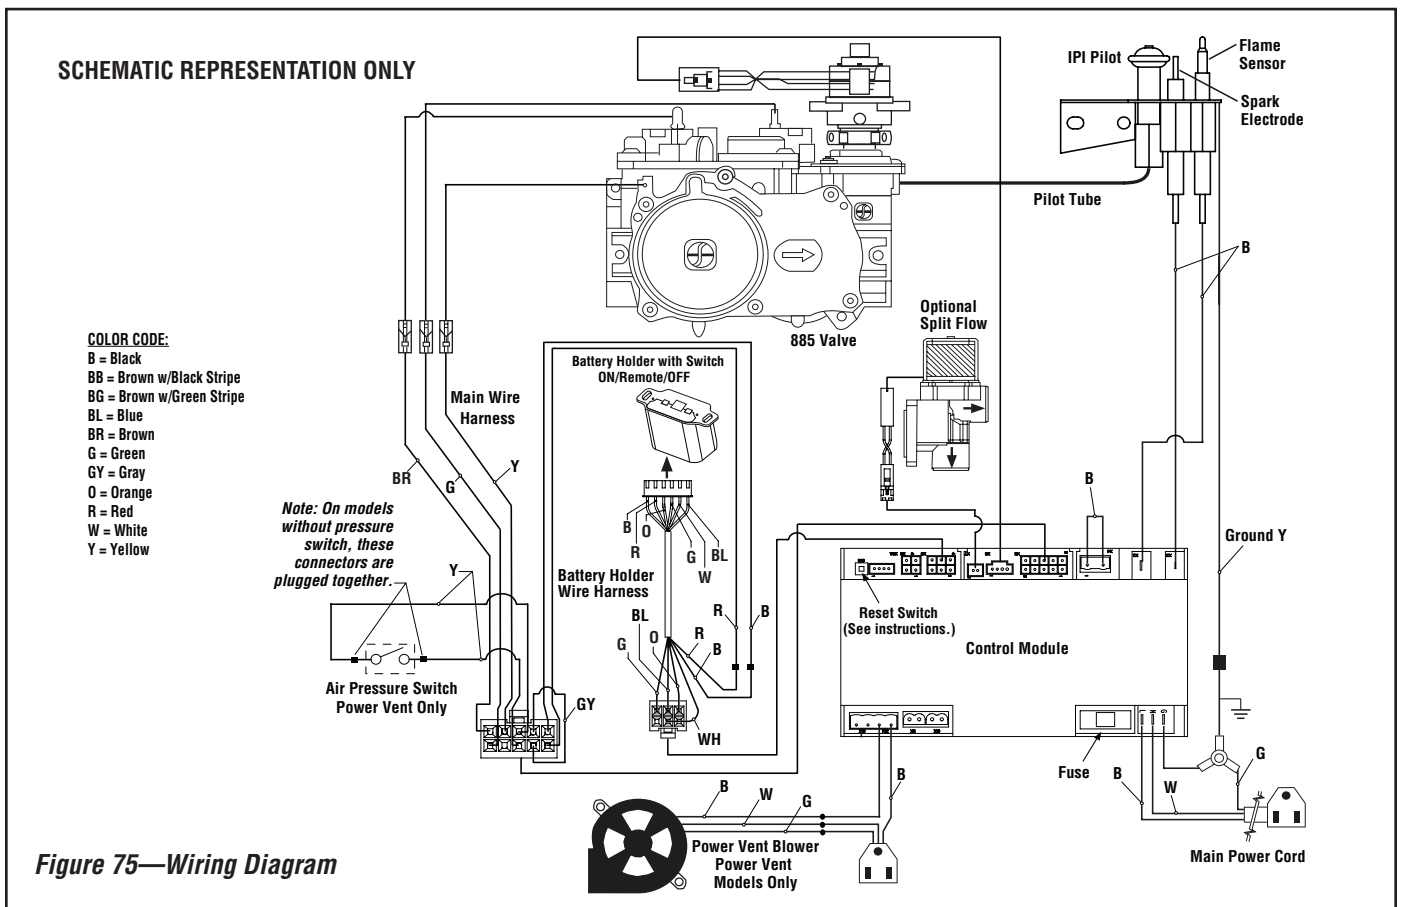 SCHEMATIC REPRESENTATION ONLY
IPI Pilot
Flame
Sensor
Spark
Electrode
Pilot Tube
B
885 Valve
Optional
Split Flow
COLOR CODE:
B = Black
BB = Brown w/Black Stripe
BG = Brown w/Green Stripe
BL = Blue
BR = Brown
G = Green
GY = Gray
O = Orange
R = Red
W = White
Y = Yellow
Main Wire
Harness
BR
G
Y
Battery Holder with Switch
ON/Remote/OFF
B
R
O
G
W
BL
Note: On models
without pressure
switch, these
connectors are
plugged together.
Y
Battery Holder
Wire Harness
BL
G
O
R
B
R
B
WH
GY
Air Pressure Switch
Power Vent Only
B
Ground Y
Reset Switch
(See instructions.)
Control Module
Fuse
L
N
G
B
W
G
Main Power Cord
B
W
G
B
Power Vent Blower
Power Vent
Models Only
Figure 75—Wiring Diagram